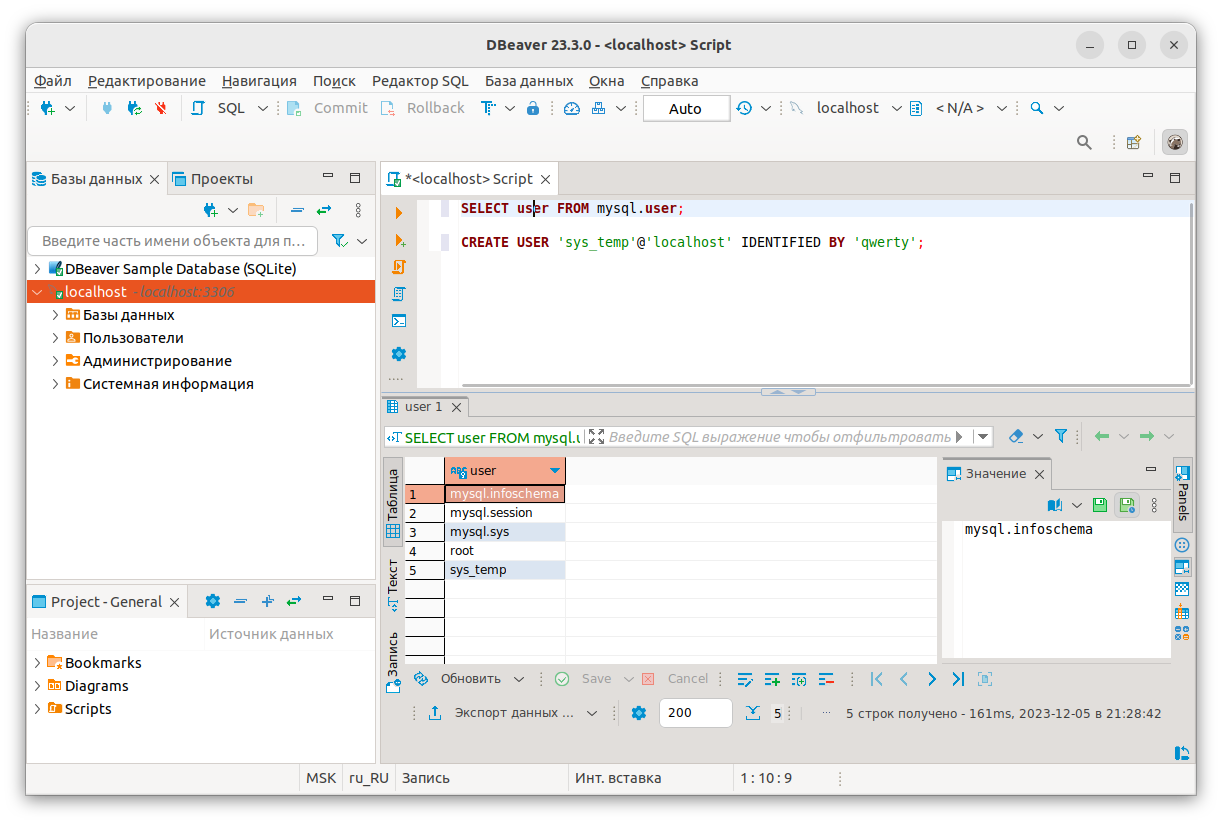 DBeaver 23.3.0 - <localhost> Script
Файл Редактирование Навигация Поиск Редактор SQL База данных Окна Справка
SQL Commit Rollback Auto localhost < N/A >
Базы данных Проекты
Введите часть имени объекта для п...
DBeaver Sample Database (SQLite)
localhost - localhost:3306
Базы данных
Пользователи
Администрирование
Системная информация
Project - General
Название Источник данных
Bookmarks
Diagrams
Scripts
*<localhost> Script
SELECT user FROM mysql.user;
CREATE USER 'sys_temp'@'localhost' IDENTIFIED BY 'qwerty';
user 1
SELECT user FROM mysql.u Введите SQL выражение чтобы отфильтровать
Таблица
Текст
Запись
user
1 mysql.infoschema
2 mysql.session
3 mysql.sys
4 root
5 sys_temp
Значение
mysql.infoschema
Panels
Обновить Save Cancel
Экспорт данных ... 200 5 ... 5 строк получено - 161ms, 2023-12-05 в 21:28:42
MSK ru_RU Запись Инт. вставка 1 : 10 : 9